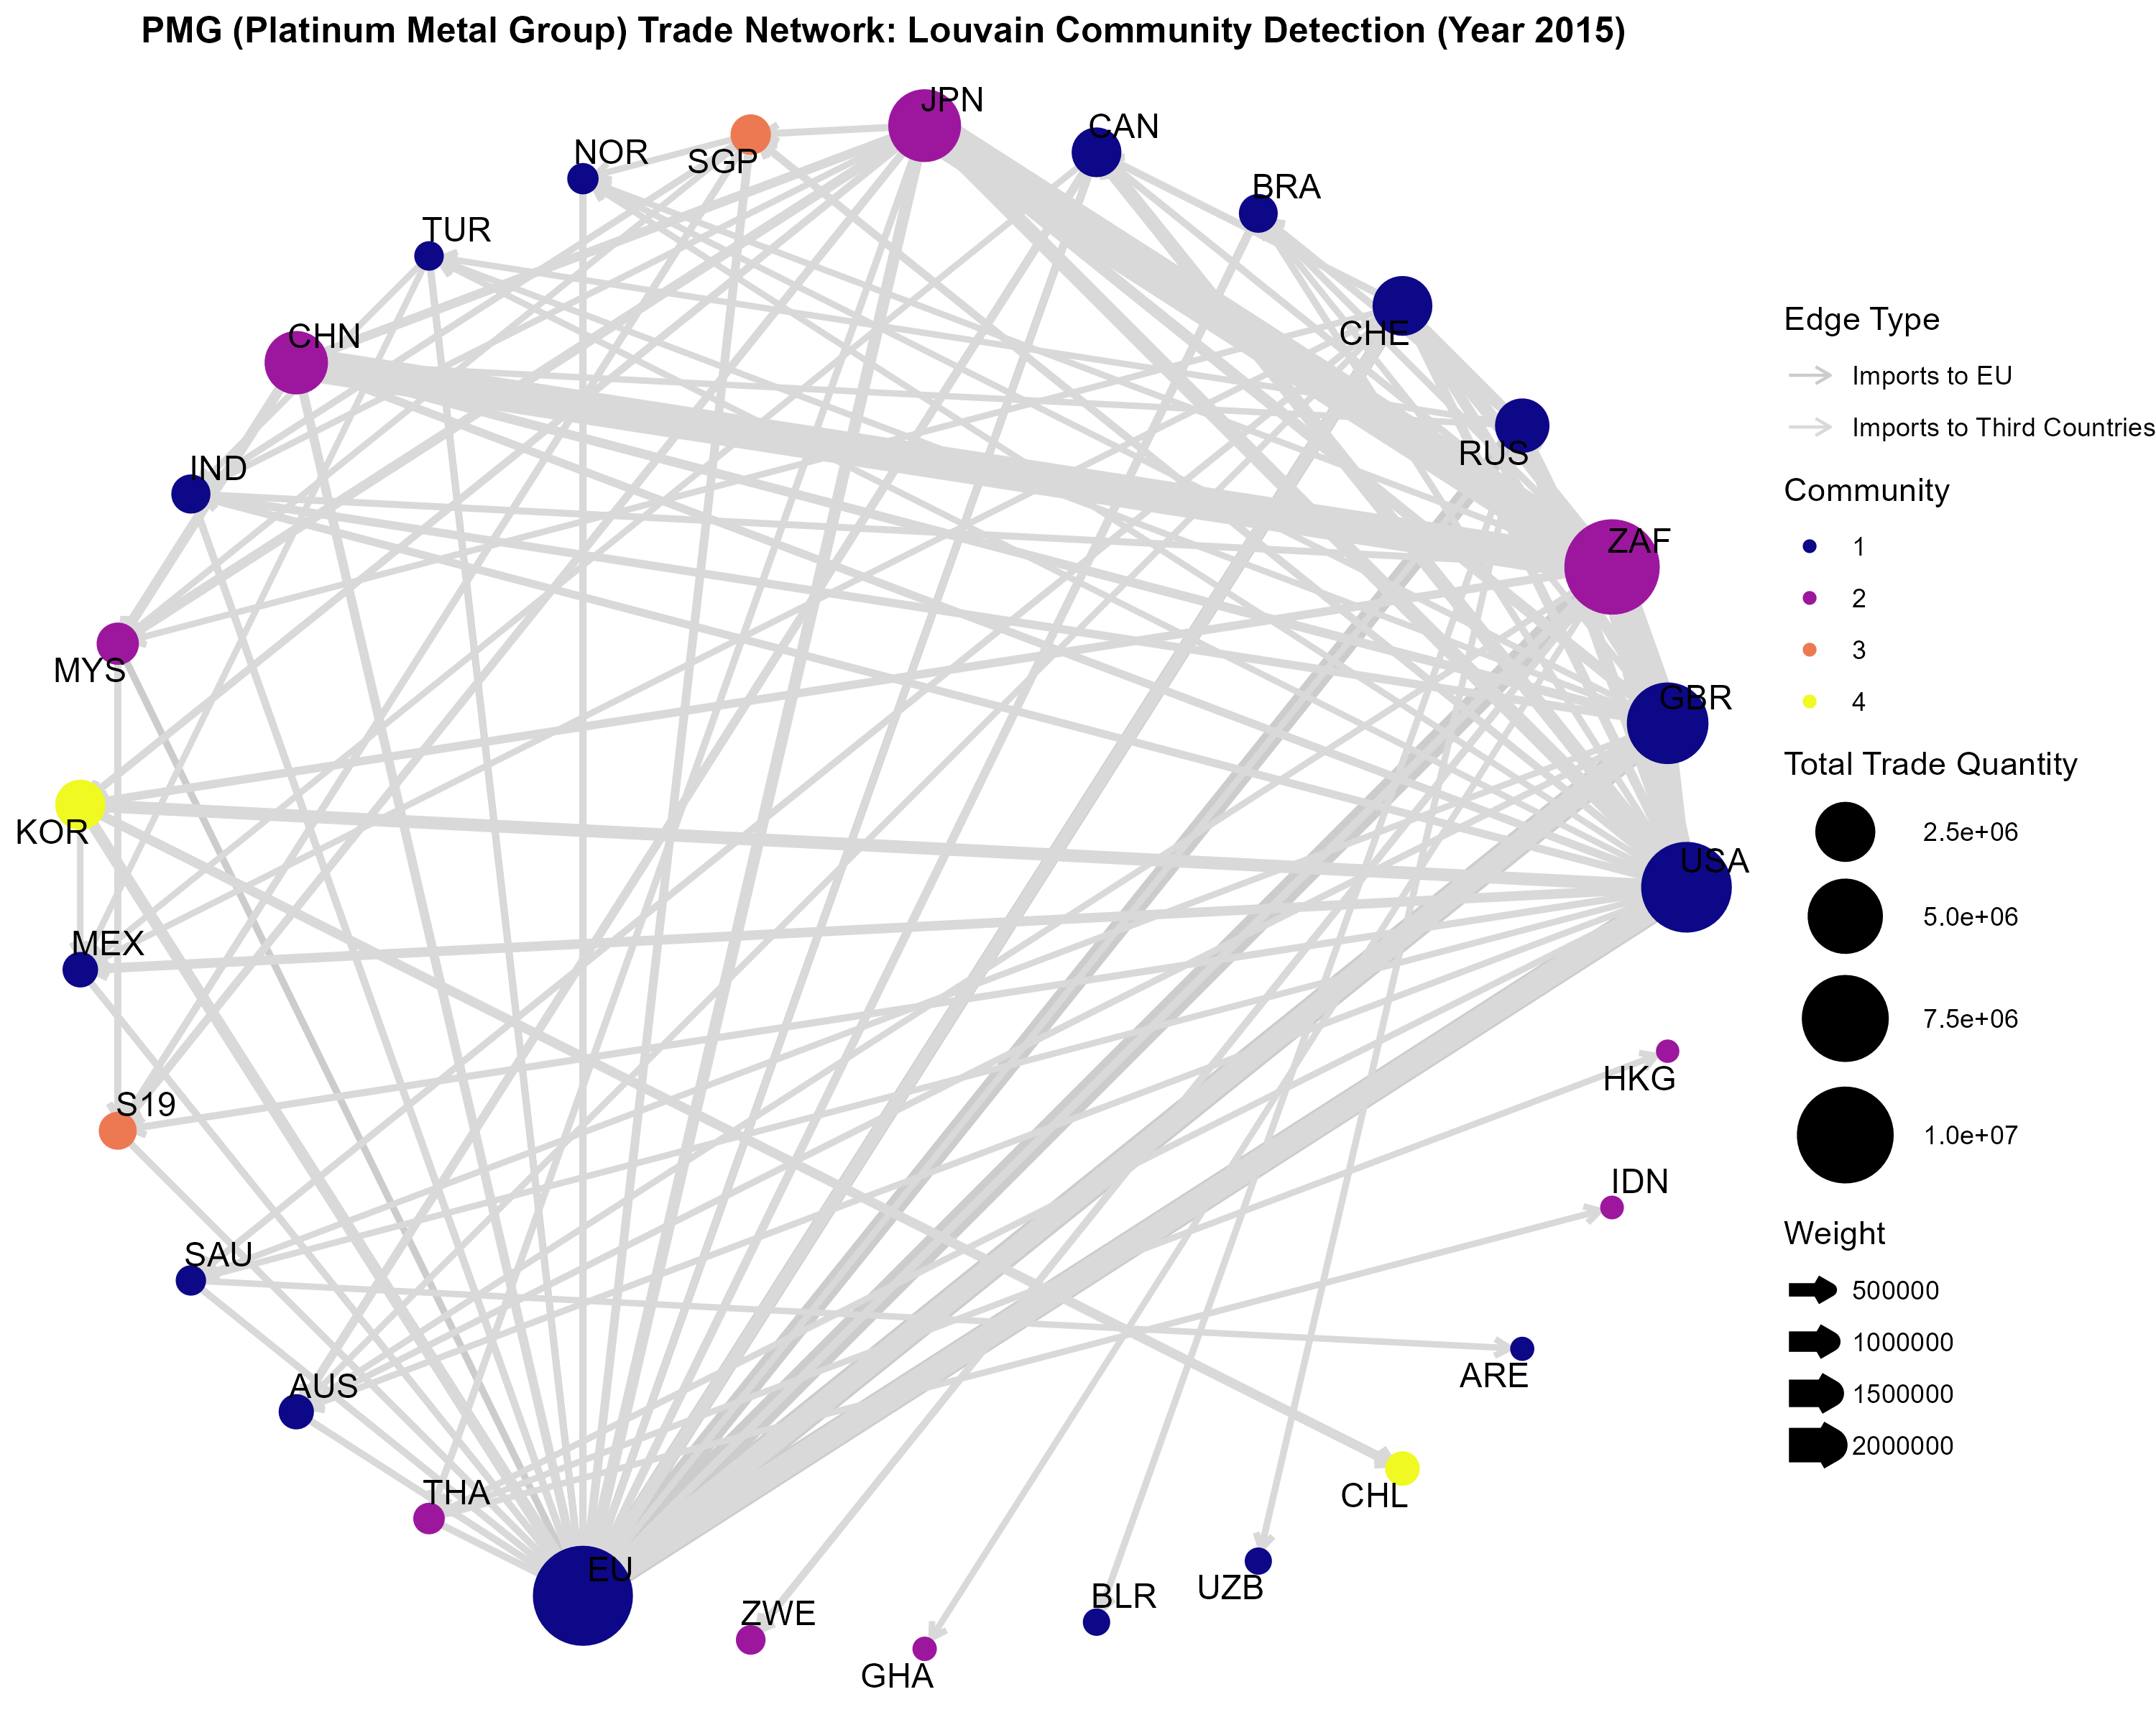 PMG (Platinum Metal Group) Trade Network: Louvain Community Detection (Year 2015)
JPN
CAN
NOR
SGP
BRA
TUR
CHE
CHN
RUS
IND
ZAF
MYS
GBR
KOR
USA
MEX
HKG
S19
IDN
SAU
ARE
AUS
THA
CHL
EU
UZB
BLR
ZWE
GHA
Edge Type
Imports to EU
Imports to Third Countries
Community
1
2
3
4
Total Trade Quantity
2.5e+06
5.0e+06
7.5e+06
1.0e+07
Weight
500000
1000000
1500000
2000000